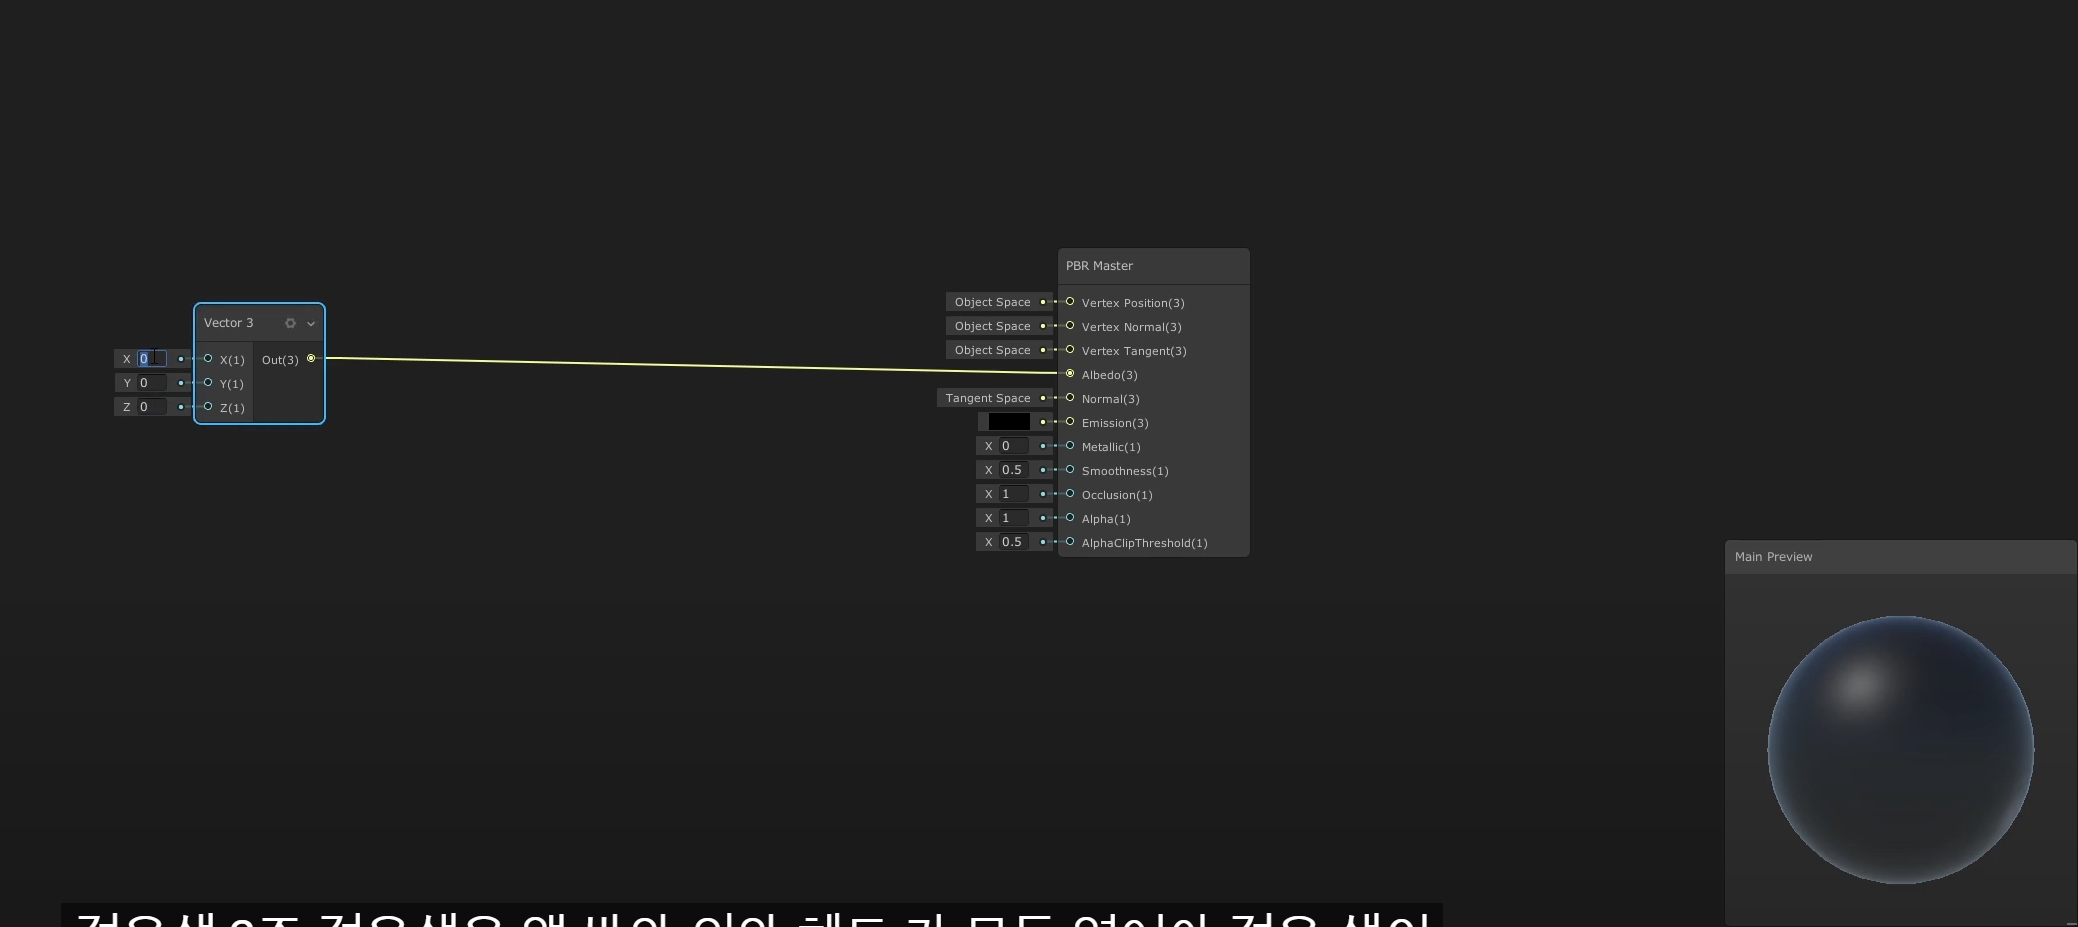 PBR Master
Object Space Vertex Position(3)
Object Space Vertex Normal(3)
Object Space Vertex Tangent(3)
Albedo(3)
Tangent Space Normal(3)
Emission(3)
X 0 Metallic(1)
X 0.5 Smoothness(1)
X 1 Occlusion(1)
X 1 Alpha(1)
X 0.5 AlphaClipThreshold(1)
Vector 3
X 0 X(1) Out(3)
Y 0 Y(1)
Z 0 Z(1)
Main Preview